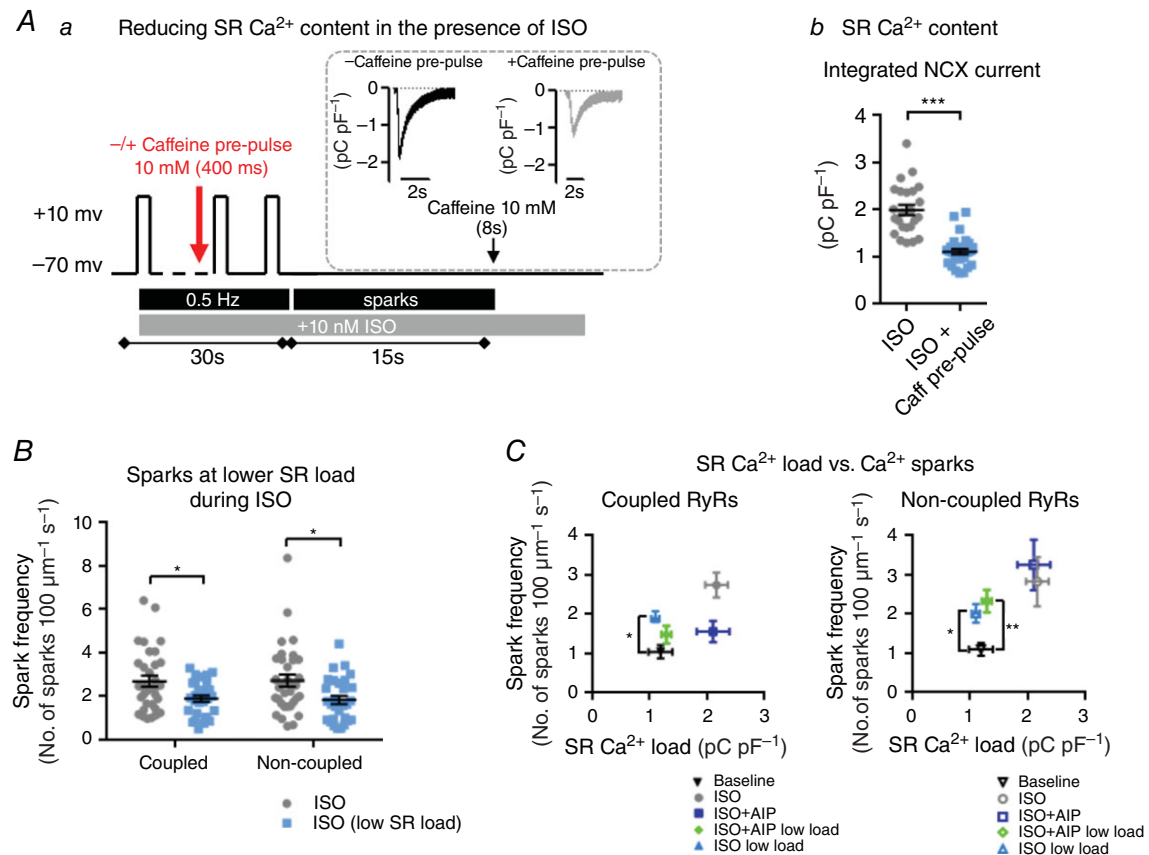 A a Reducing SR Ca²⁺ content in the presence of ISO
–Caffeine pre-pulse
+Caffeine pre-pulse
0
–1
–2
(pC pF⁻¹)
2s
0
–1
–2
(pC pF⁻¹)
2s
–/+ Caffeine pre-pulse
10 mM (400 ms)
Caffeine 10 mM
(8s)
+10 mv
–70 mv
0.5 Hz
sparks
+10 nM ISO
30s
15s
b SR Ca²⁺ content
Integrated NCX current
***
(pC pF⁻¹)
4
3
2
1
0
ISO
ISO +
Caff pre-pulse
B
Sparks at lower SR load
during ISO
Spark frequency
(No. of sparks 100 µm⁻¹ s⁻¹)
10
8
6
4
2
0
*
*
Coupled
Non-coupled
ISO
ISO (low SR load)
C
SR Ca²⁺ load vs. Ca²⁺ sparks
Coupled RyRs
Spark frequency
(No. of sparks 100 µm⁻¹ s⁻¹)
4
3
2
1
0
*
0 1 2 3
SR Ca²⁺ load (pC pF⁻¹)
Baseline
ISO
ISO+AIP
ISO+AIP low load
ISO low load
Non-coupled RyRs
Spark frequency
(No.of sparks 100 µm⁻¹ s⁻¹)
4
3
2
1
0
*
**
0 1 2 3
SR Ca²⁺ load (pC pF⁻¹)
Baseline
ISO
ISO+AIP
ISO+AIP low load
ISO low load